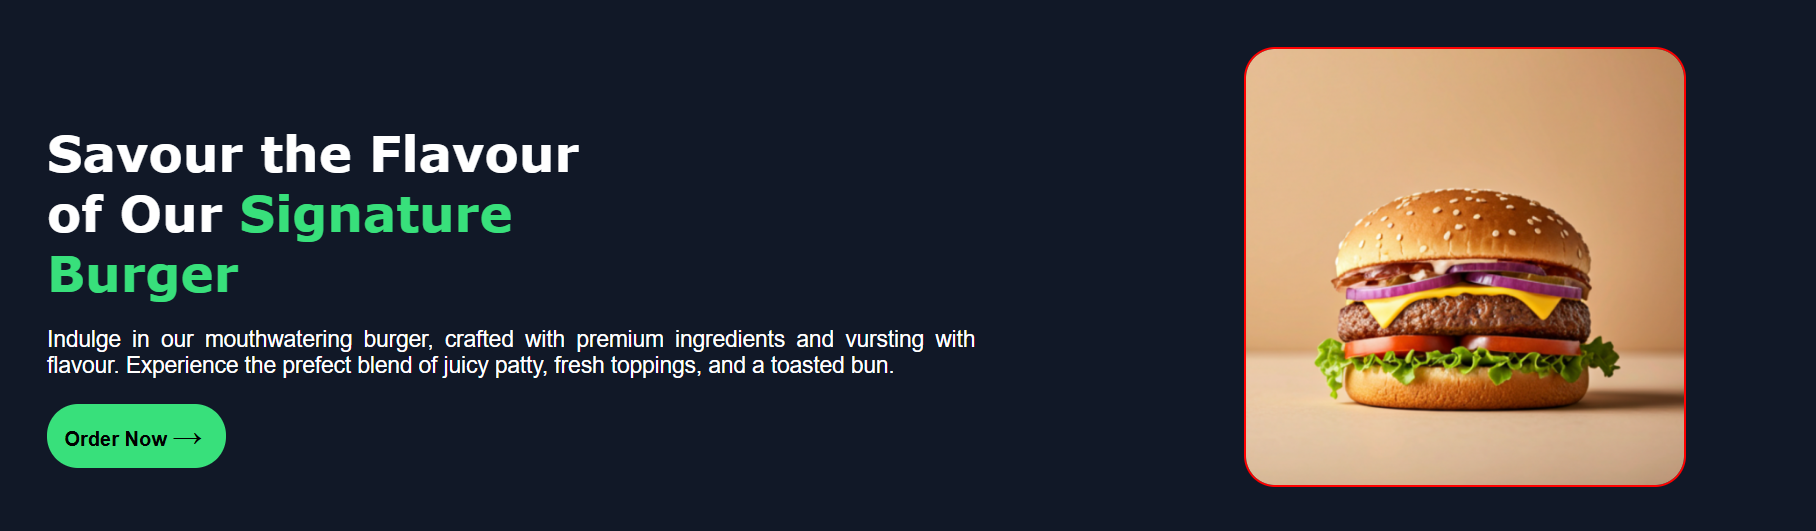 Savour the Flavour
of Our Signature
Burger
Indulge in our mouthwatering burger, crafted with premium ingredients and vursting with
flavour. Experience the prefect blend of juicy patty, fresh toppings, and a toasted bun.
Order Now →